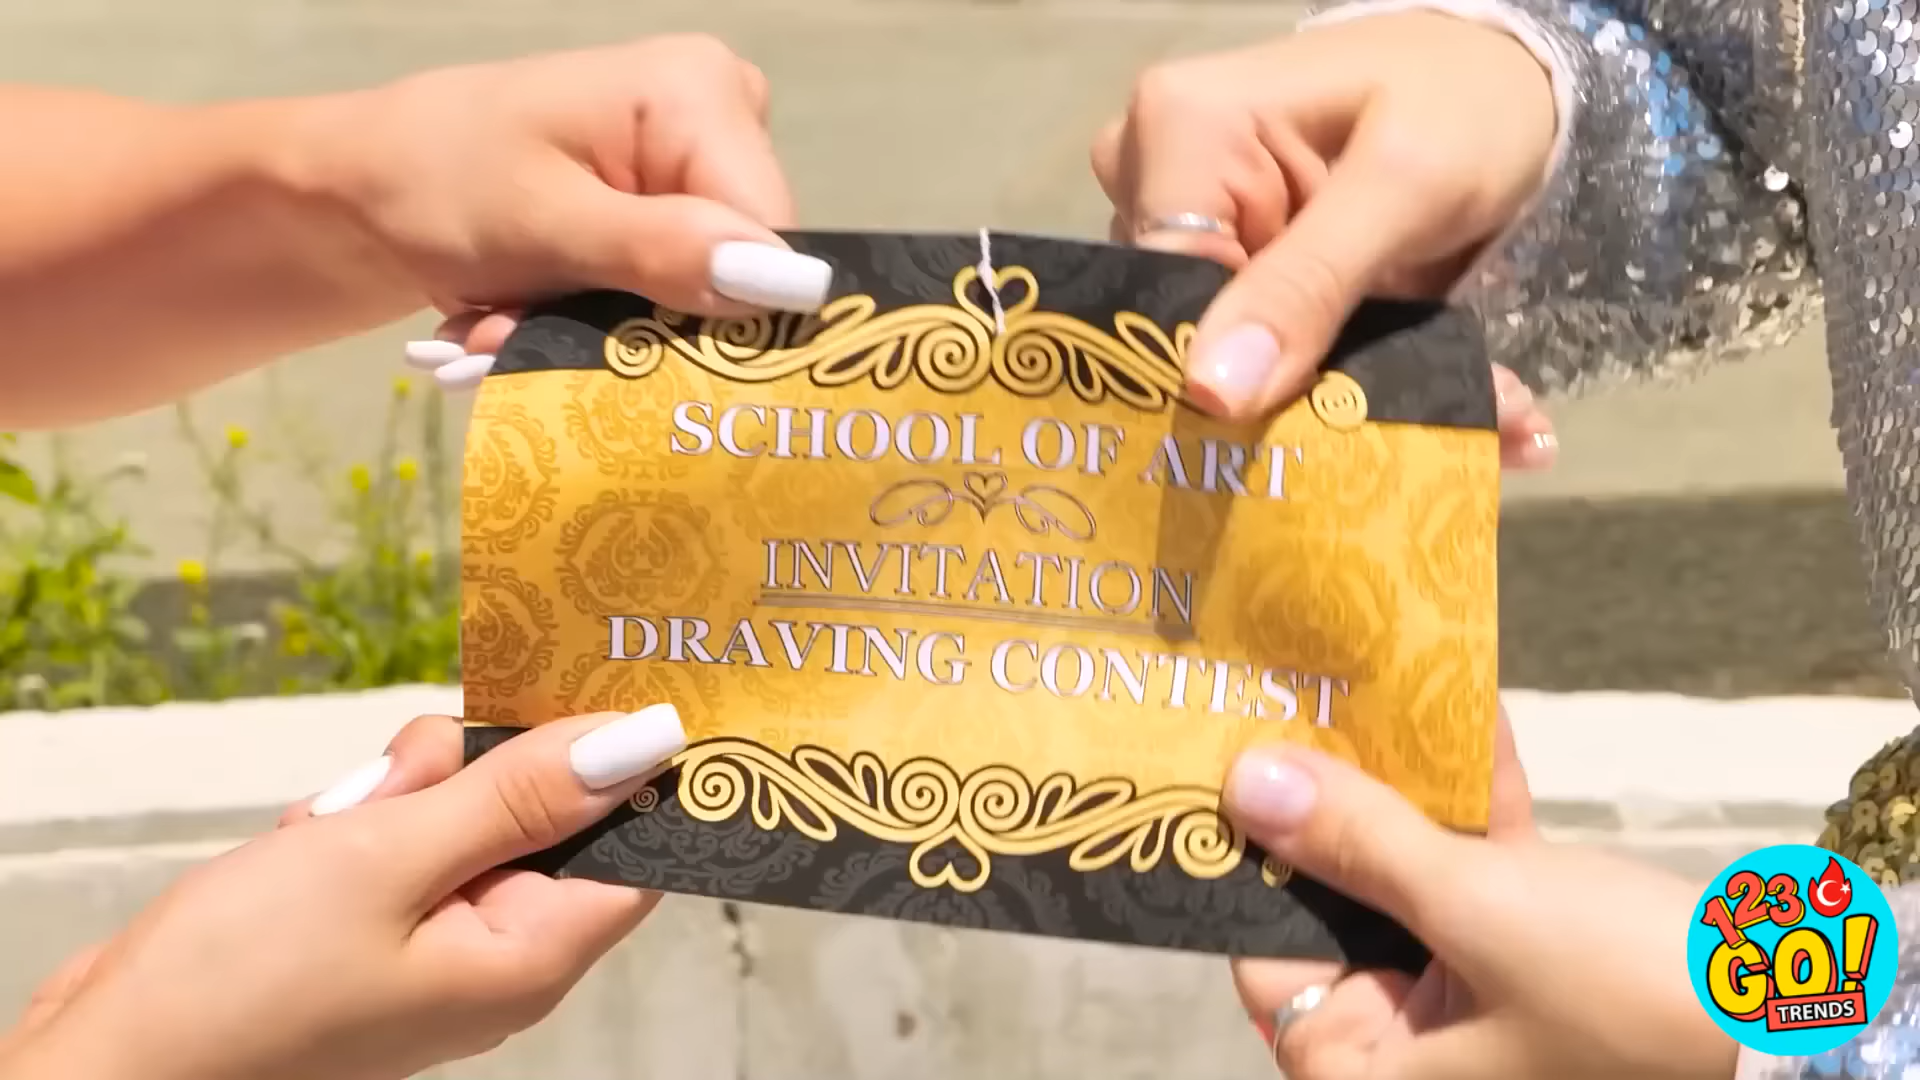 SCHOOL OF ART
INVITATION
DRAVING CONTEST
123
GO!
TRENDS